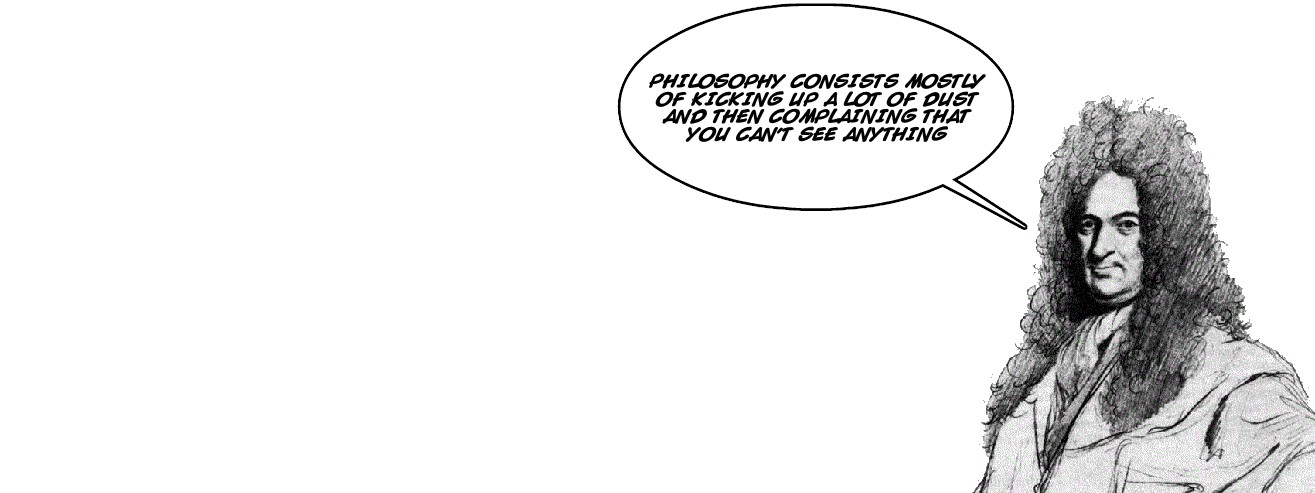 PHILOSOPHY CONSISTS MOSTLY
OF KICKING UP A LOT OF DUST
AND THEN COMPLAINING THAT
YOU CAN'T SEE ANYTHING